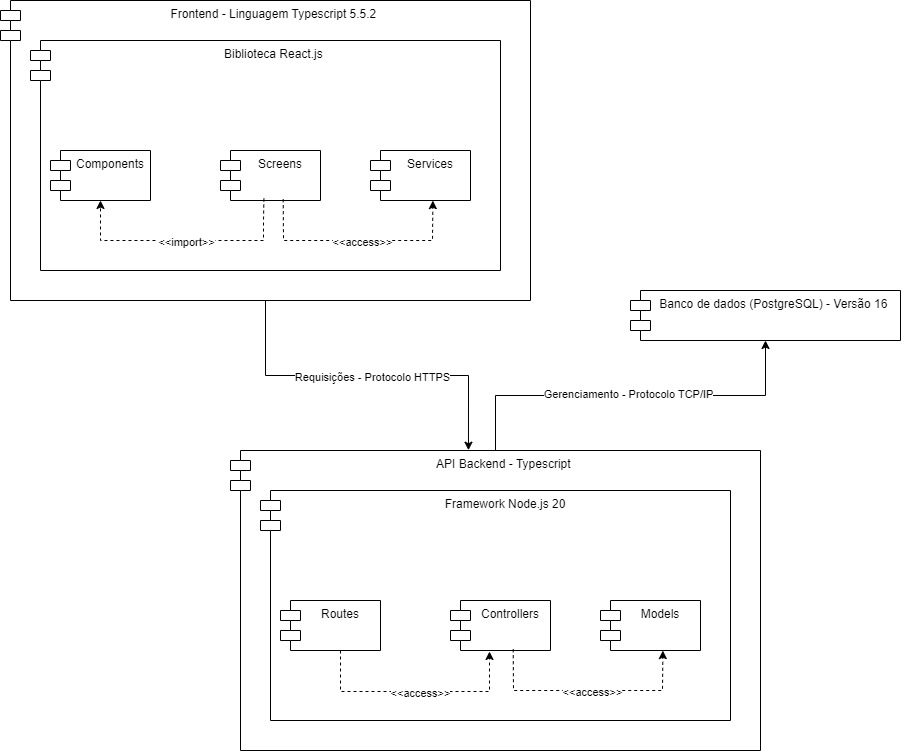 Frontend - Linguagem Typescript 5.5.2
Biblioteca React.js
Components
Screens
Services
<<import>>
<<access>>
Banco de dados (PostgreSQL) - Versão 16
Requisições - Protocolo HTTPS
Gerenciamento - Protocolo TCP/IP
API Backend - Typescript
Framework Node.js 20
Routes
Controllers
Models
<<access>>
<<access>>